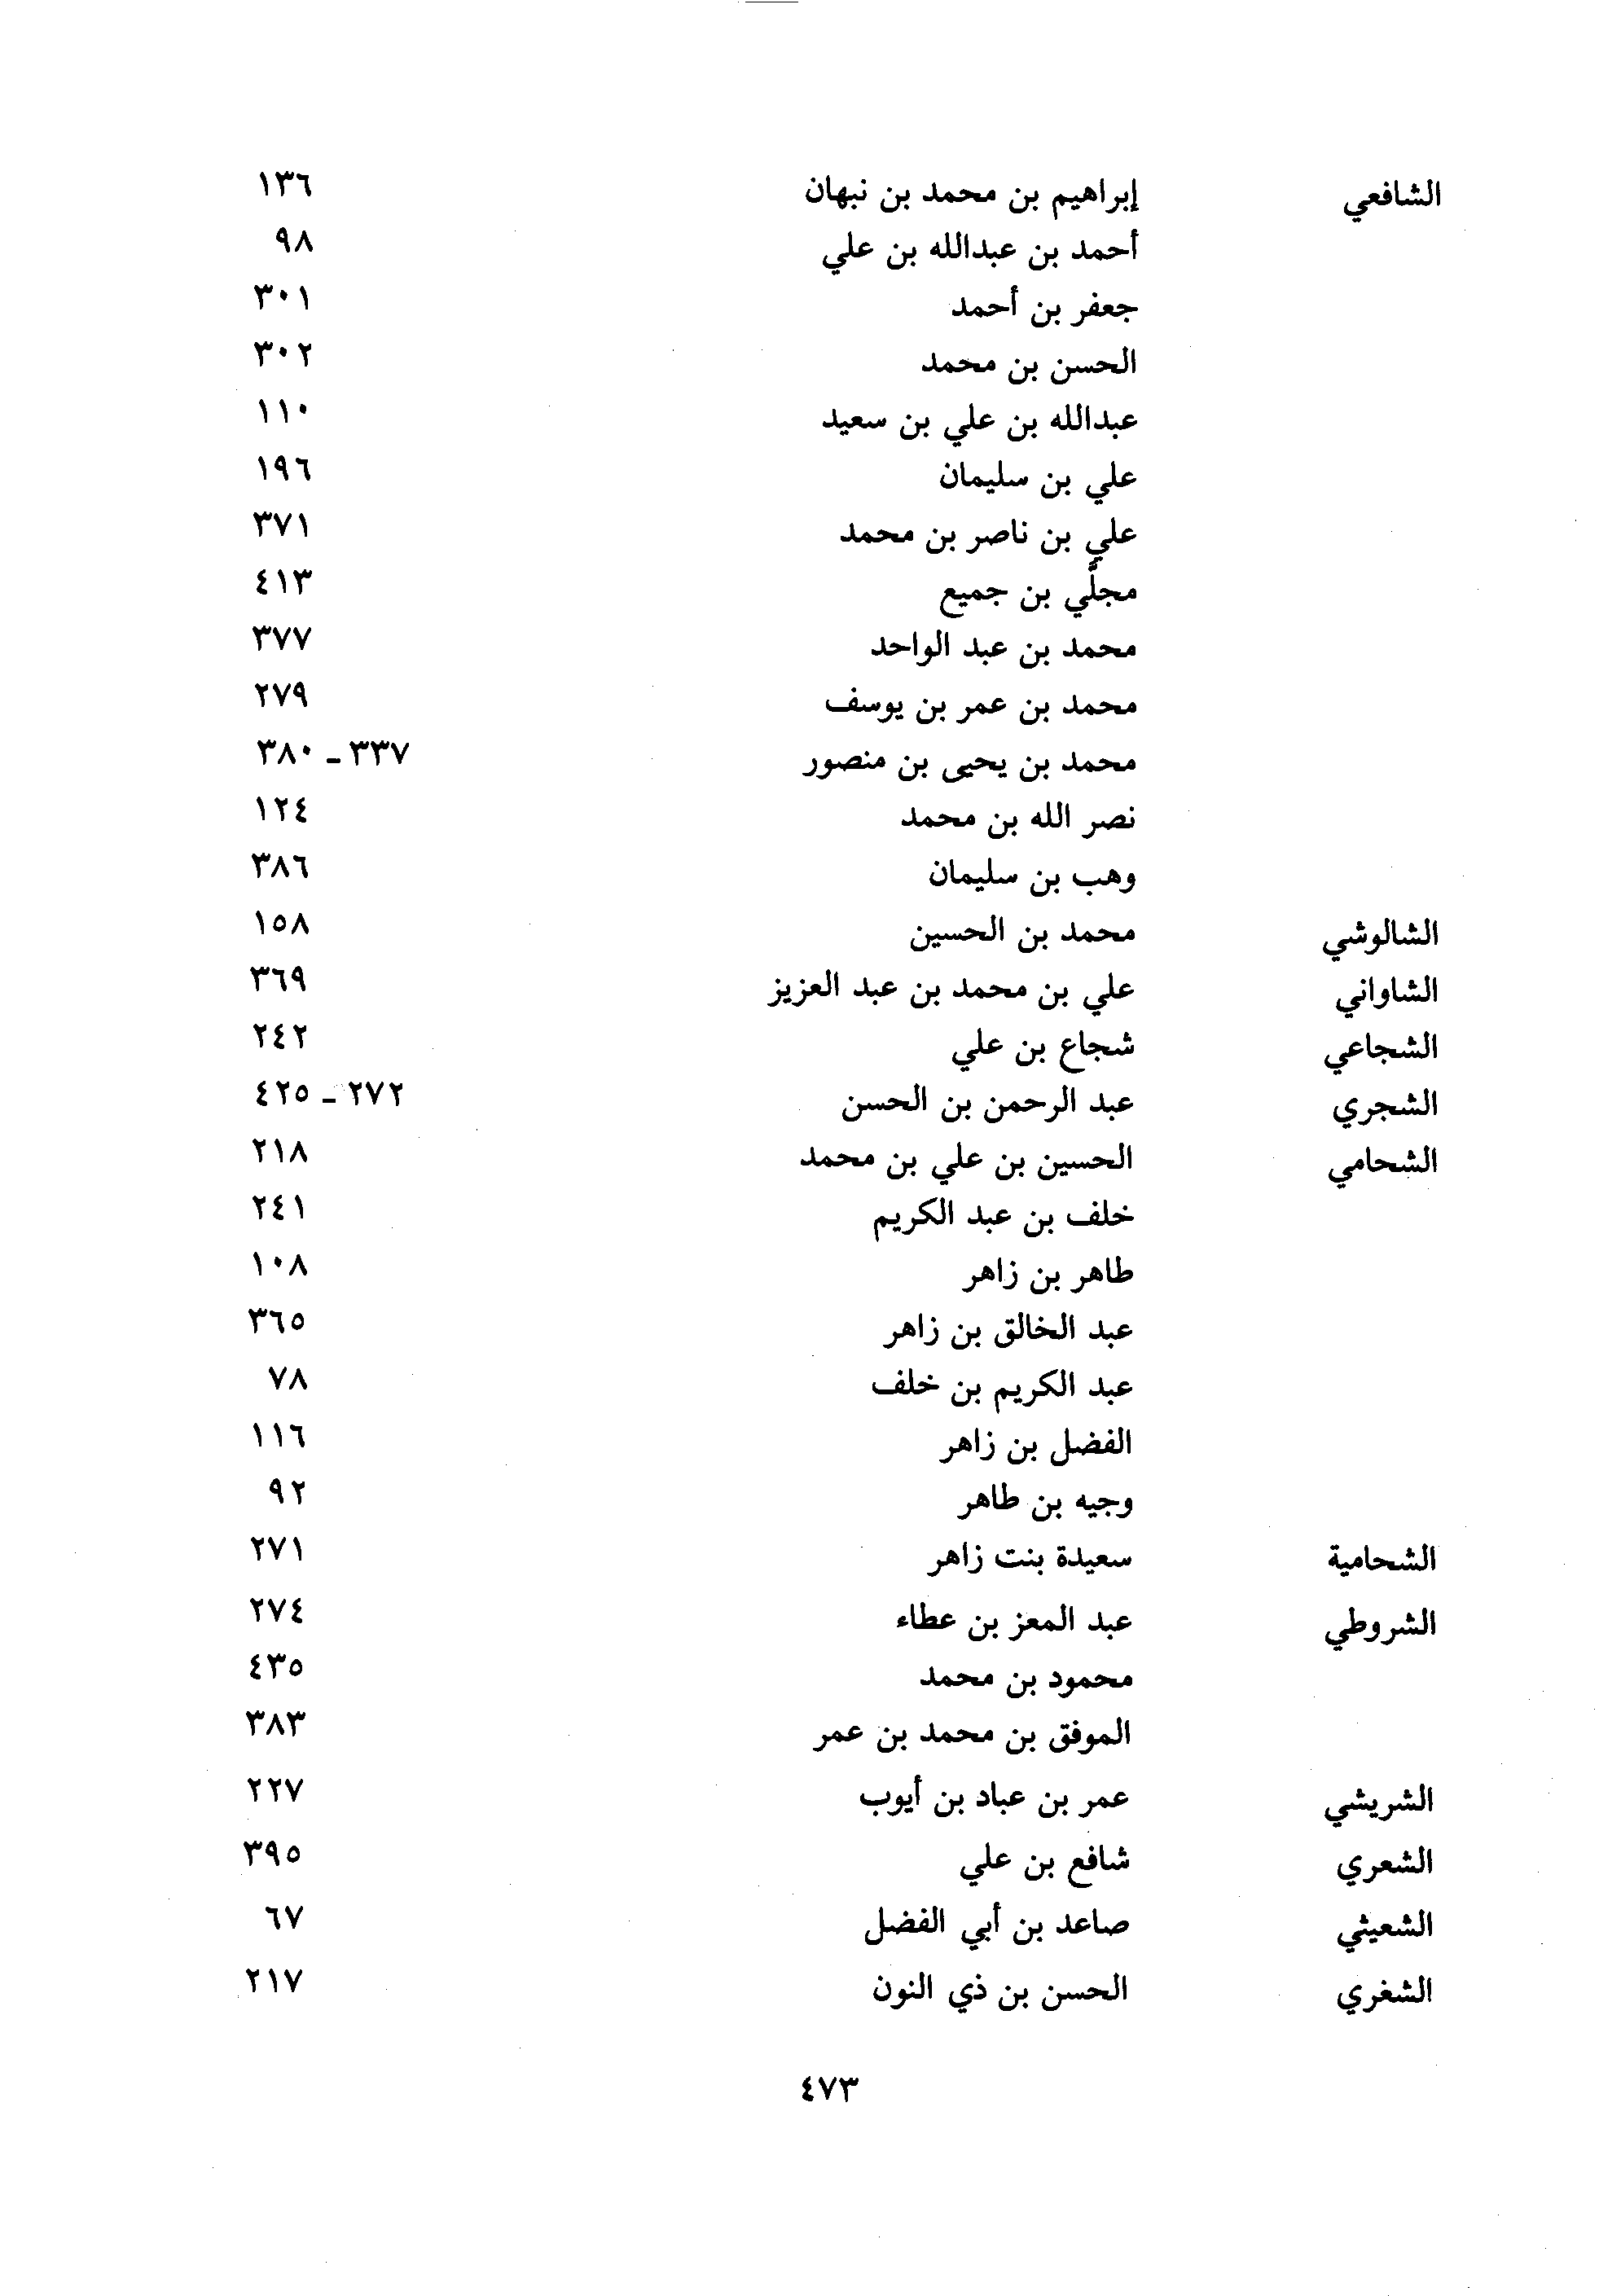 الشافعي إبراهيم بن محمد بن نبهان ١٣٦
أحمد بن عبدالله بن علي ٩٨
جعفر بن أحمد ٣٠١
الحسن بن محمد ٣٠٢
عبدالله بن علي بن سعيد ١١٠
علي بن سليمان ١٩٦
علي بن ناصر بن محمد ٣٧١
مجلَّي بن جميع ٤١٣
محمد بن عبد الواحد ٣٧٧
محمد بن عمر بن يوسف ٢٧٩
محمد بن يحيى بن منصور ٣٣٧ - ٣٨٠
نصر الله بن محمد ١٢٤
وهب بن سليمان ٣٨٦
الشالوشي محمد بن الحسين ١٥٨
الشاواني علي بن محمد بن عبد العزيز ٣٦٩
الشجاعي شجاع بن علي ٢٤٢
الشجري عبد الرحمن بن الحسن ٢٧٢ - ٤٢٥
الشحامي الحسين بن علي بن محمد ٢١٨
خلف بن عبد الكريم ٢٤١
طاهر بن زاهر ١٠٨
عبد الخالق بن زاهر ٣٦٥
عبد الكريم بن خلف ٧٨
الفضل بن زاهر ١١٦
وجيه بن طاهر ٩٢
الشحامية سعيدة بنت زاهر ٢٧١
الشروطي عبد المعز بن عطاء ٢٧٤
محمود بن محمد ٤٣٥
الموفق بن محمد بن عمر ٣٨٣
الشريشي عمر بن عباد بن أيوب ٢٢٧
الشعري شافع بن علي ٣٩٥
الشعيثي صاعد بن أبي الفضل ٦٧
الشغري الحسن بن ذي النون ٢١٧
٤٧٣